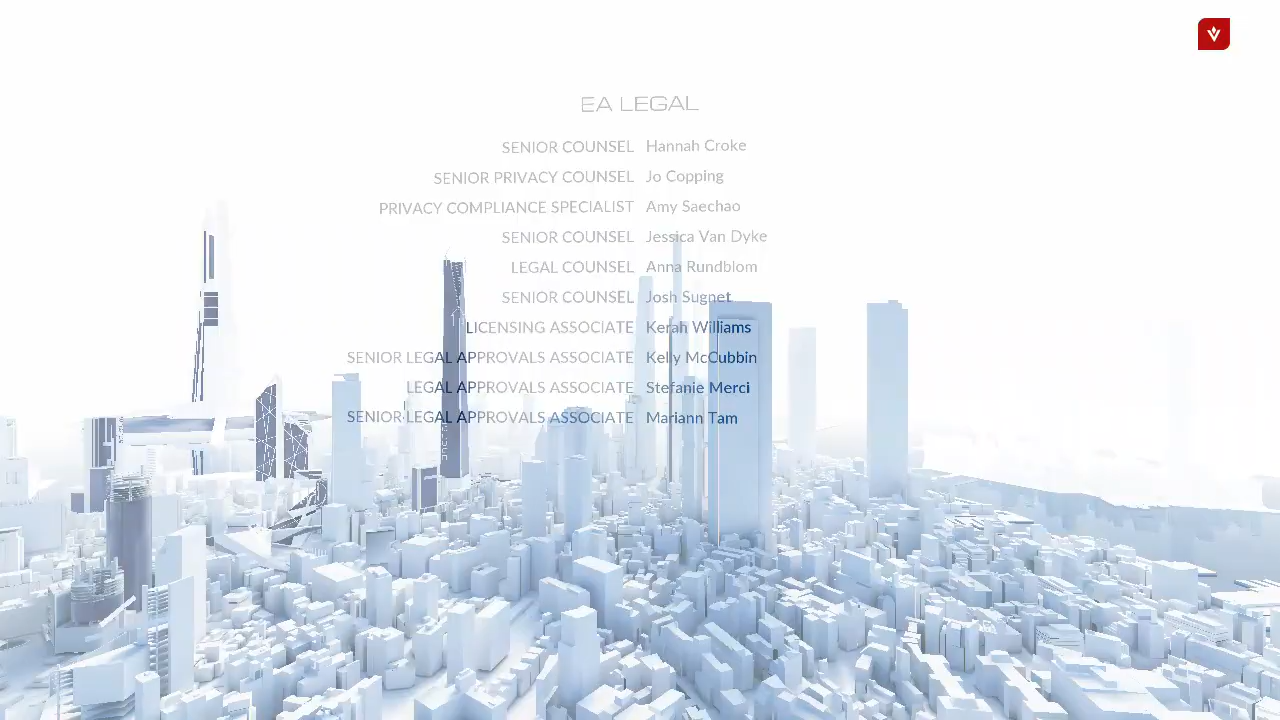 EA LEGAL
SENIOR COUNSEL Hannah Croke
SENIOR PRIVACY COUNSEL Jo Copping
PRIVACY COMPLIANCE SPECIALIST Amy Saechao
SENIOR COUNSEL Jessica Van Dyke
LEGAL COUNSEL Anna Rundblom
SENIOR COUNSEL Josh Sugnet
LICENSING ASSOCIATE Kerah Williams
SENIOR LEGAL APPROVALS ASSOCIATE Kelly McCubbin
LEGAL APPROVALS ASSOCIATE Stefanie Merci
SENIOR LEGAL APPROVALS ASSOCIATE Mariann Tam